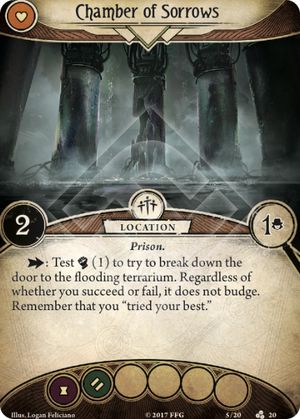 Chamber of Sorrows
2
LOCATION
1
Prison.
: Test (1) to try to break down the
door to the flooding terrarium. Regardless of
whether you succeed or fail, it does not budge.
Remember that you “tried your best.”
Illus. Logan Feliciano
© 2017 FFG
5/20
20